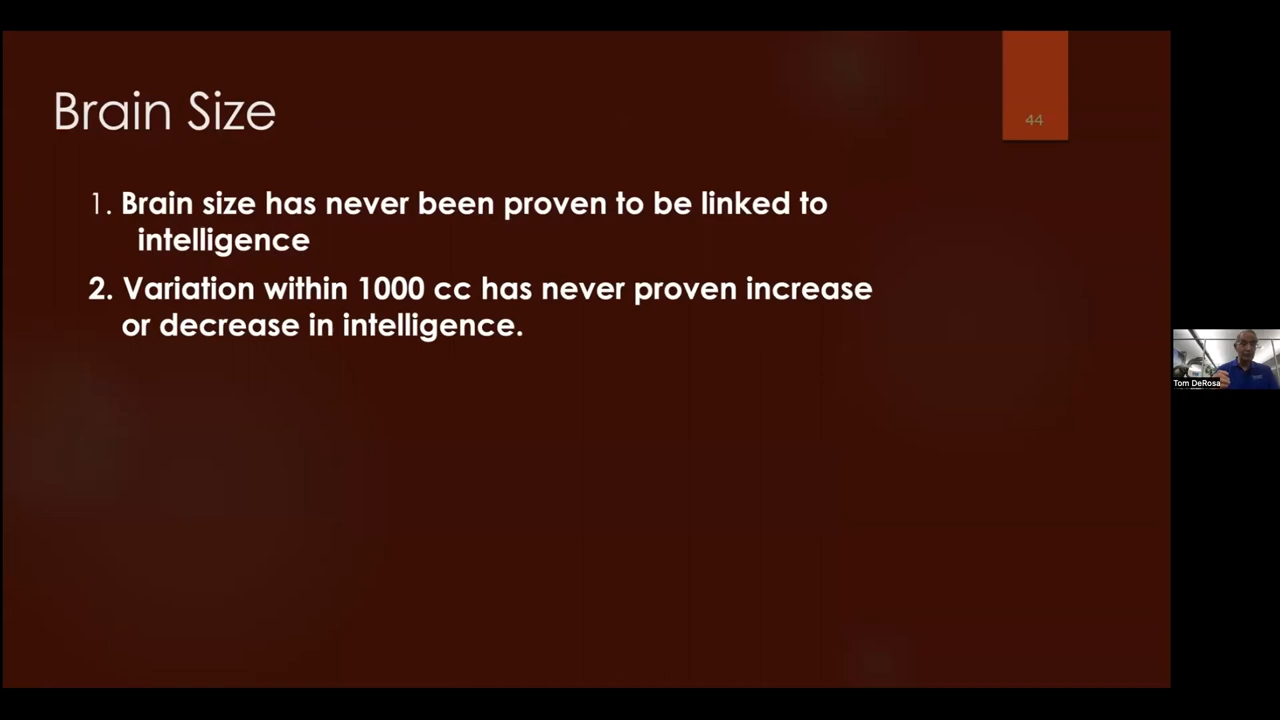 Brain Size
44
1. Brain size has never been proven to be linked to
intelligence
2. Variation within 1000 cc has never proven increase
or decrease in intelligence.
Tom DeRosa